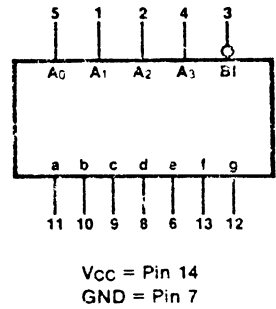 5 1 2 4 3
A0 A1 A2 A3 BI
a b c d e f g
11 10 9 8 6 13 12
VCC = Pin 14
GND = Pin 7